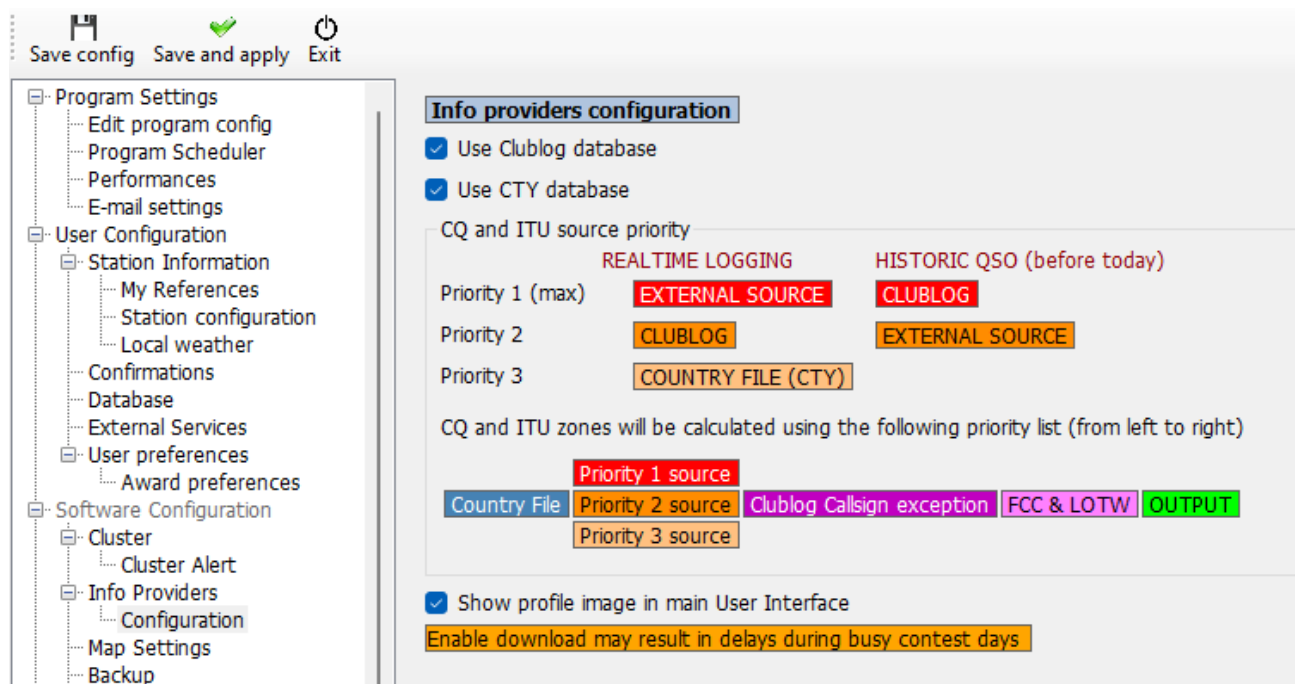 Save config Save and apply Exit
Program Settings
Edit program config
Program Scheduler
Performances
E-mail settings
User Configuration
Station Information
My References
Station configuration
Local weather
Confirmations
Database
External Services
User preferences
Award preferences
Software Configuration
Cluster
Cluster Alert
Info Providers
Configuration
Map Settings
Backup
Info providers configuration
Use Clublog database
Use CTY database
CQ and ITU source priority
REALTIME LOGGING HISTORIC QSO (before today)
Priority 1 (max) EXTERNAL SOURCE CLUBLOG
Priority 2 CLUBLOG EXTERNAL SOURCE
Priority 3 COUNTRY FILE (CTY)
CQ and ITU zones will be calculated using the following priority list (from left to right)
Priority 1 source
Country File Priority 2 source Clublog Callsign exception FCC & LOTW OUTPUT
Priority 3 source
Show profile image in main User Interface
Enable download may result in delays during busy contest days